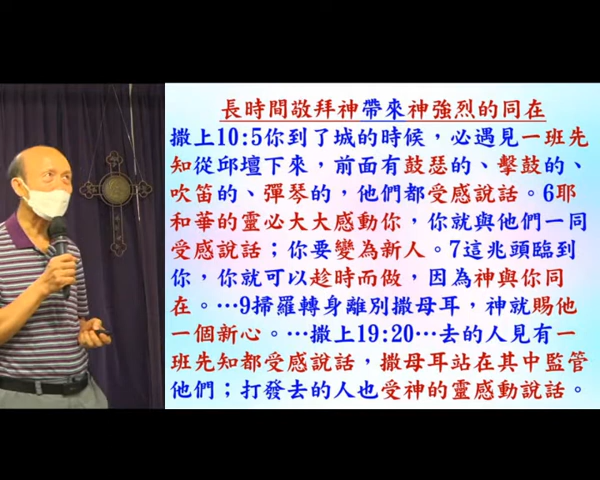 長時間敬拜神帶來神強烈的同在
撒上10:5你到了城的時候，必遇見一班先
知從邱壇下來，前面有鼓瑟的、擊鼓的、
吹笛的、彈琴的，他們都受感說話。6耶
和華的靈必大大感動你，你就與他們一同
受感說話；你要變為新人。7這兆頭臨到
你，你就可以趁時而做，因為神與你同
在。…9掃羅轉身離別撒母耳，神就賜他
一個新心。…撒上19:20…去的人見有一
班先知都受感說話，撒母耳站在其中監管
他們；打發去的人也受神的靈感動說話。